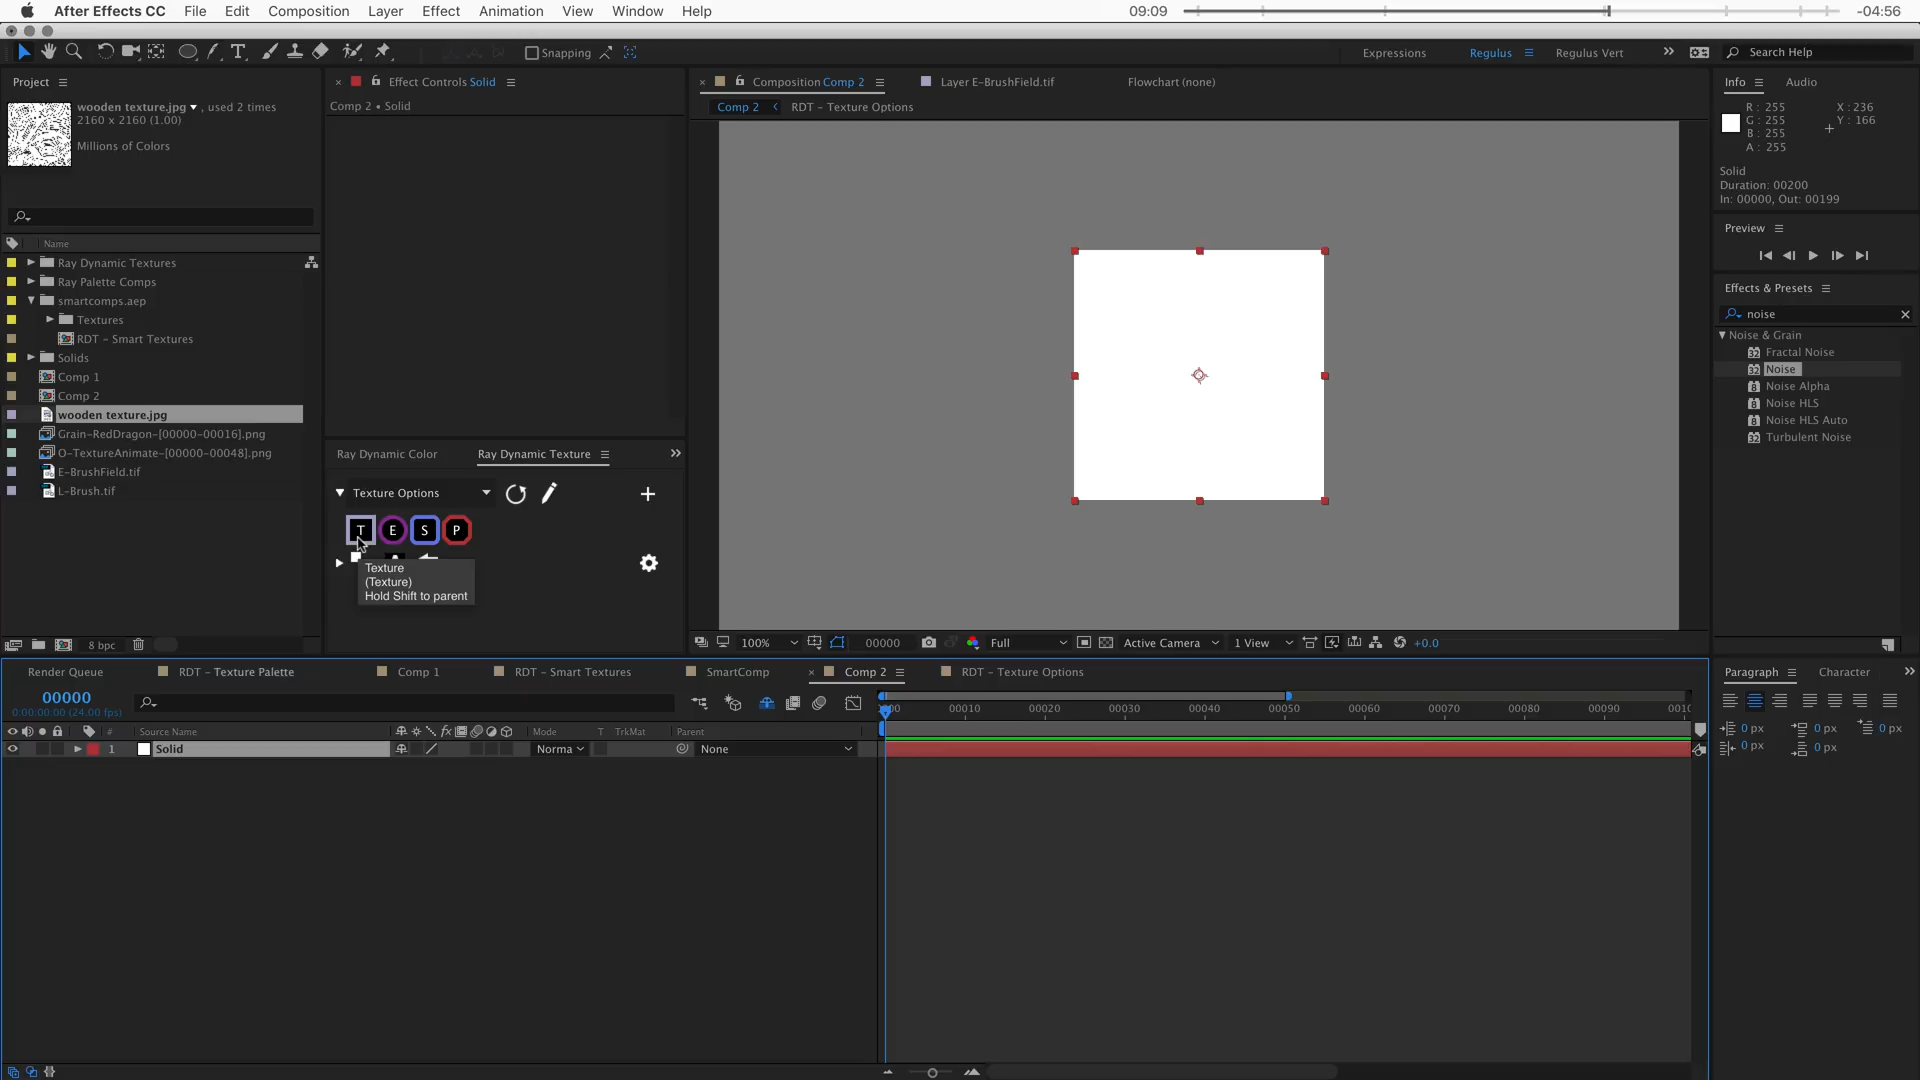 After Effects CC File Edit Composition Layer Effect Animation View Window Help 09:09 -04:56
Snapping Expressions Regulus Regulus Vert Search Help
Project
wooden texture.jpg , used 2 times
2160 x 2160 (1.00)
Millions of Colors
Name
Ray Dynamic Textures
Ray Palette Comps
smartcomps.aep
Textures
RDT - Smart Textures
Solids
Comp 1
Comp 2
wooden texture.jpg
Grain-RedDragon-[00000-00016].png
O-TextureAnimate-[00000-00048].png
E-BrushField.tif
L-Brush.tif
8 bpc
Effect Controls Solid
Comp 2 • Solid
Ray Dynamic Color Ray Dynamic Texture
Texture Options
T E S P
Texture
(Texture)
Hold Shift to parent
Composition Comp 2 Layer E-BrushField.tif Flowchart (none)
Comp 2 RDT - Texture Options
100% 00000 Full Active Camera 1 View +0.0
Info Audio
R : 255 X : 236
G : 255 Y : 166
B : 255
A : 255
Solid
Duration: 00200
In: 00000, Out: 00199
Preview
Effects & Presets
noise
Noise & Grain
32 Fractal Noise
32 Noise
8 Noise Alpha
8 Noise HLS
8 Noise HLS Auto
32 Turbulent Noise
Render Queue RDT - Texture Palette Comp 1 RDT - Smart Textures SmartComp Comp 2 RDT - Texture Options
00000
0:00:00:00 (24.00 fps)
00010 00020 00030 00040 00050 00060 00070 00080 00090
# Source Name fx Mode T TrkMat Parent
1 Solid Norma None
Paragraph Character
0 px 0 px 0 px
0 px 0 px